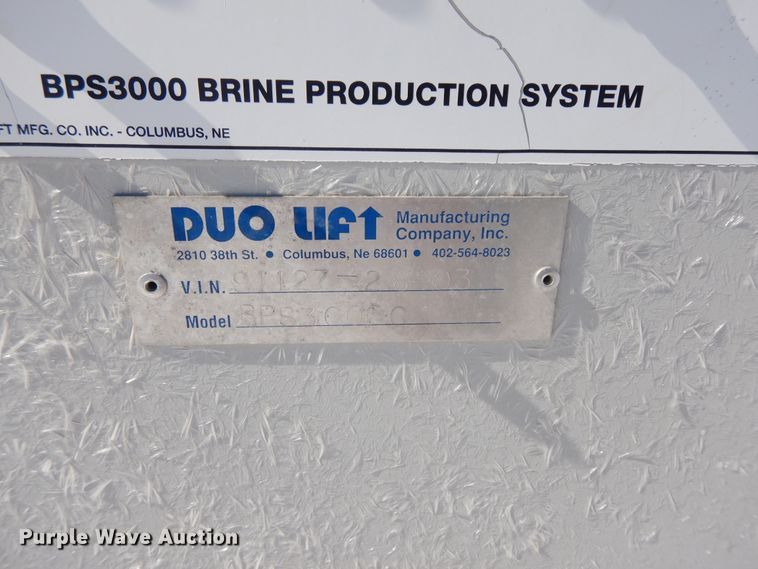 BPS3000 BRINE PRODUCTION SYSTEM
FT MFG. CO. INC. - COLUMBUS, NE
DUO LIFT Manufacturing Company, Inc.
2810 38th St. • Columbus, Ne 68601 • 402-564-8023
V.I.N.
Model
Purple Wave Auction